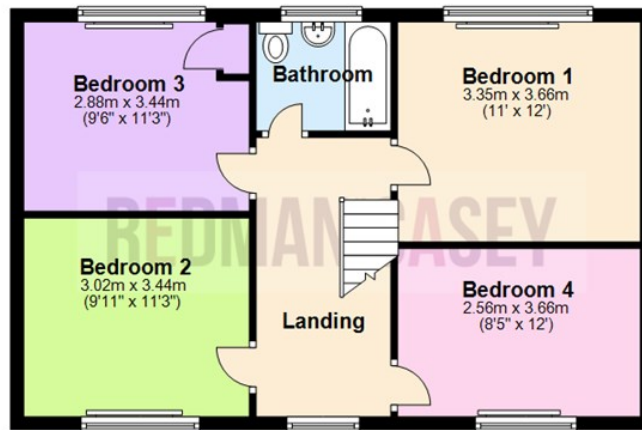 Bedroom 3
2.88m x 3.44m
(9'6" x 11'3")
Bathroom
Bedroom 1
3.35m x 3.66m
(11' x 12')
REDMAN CASEY
Bedroom 2
3.02m x 3.44m
(9'11" x 11'3")
Landing
Bedroom 4
2.56m x 3.66m
(8'5" x 12')